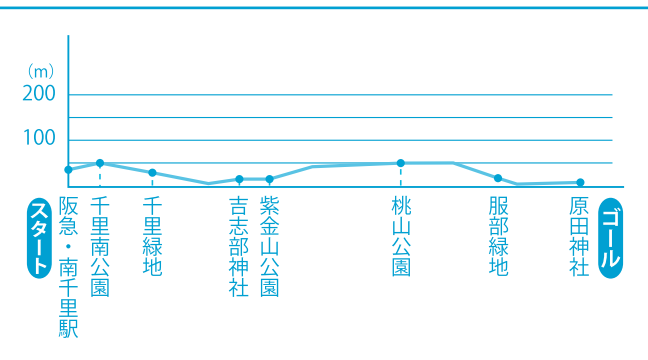 (m)
200
100
スタート
阪急・南千里駅
千里南公園
千里緑地
吉志部神社
紫金山公園
桃山公園
服部緑地
原田神社
ゴール